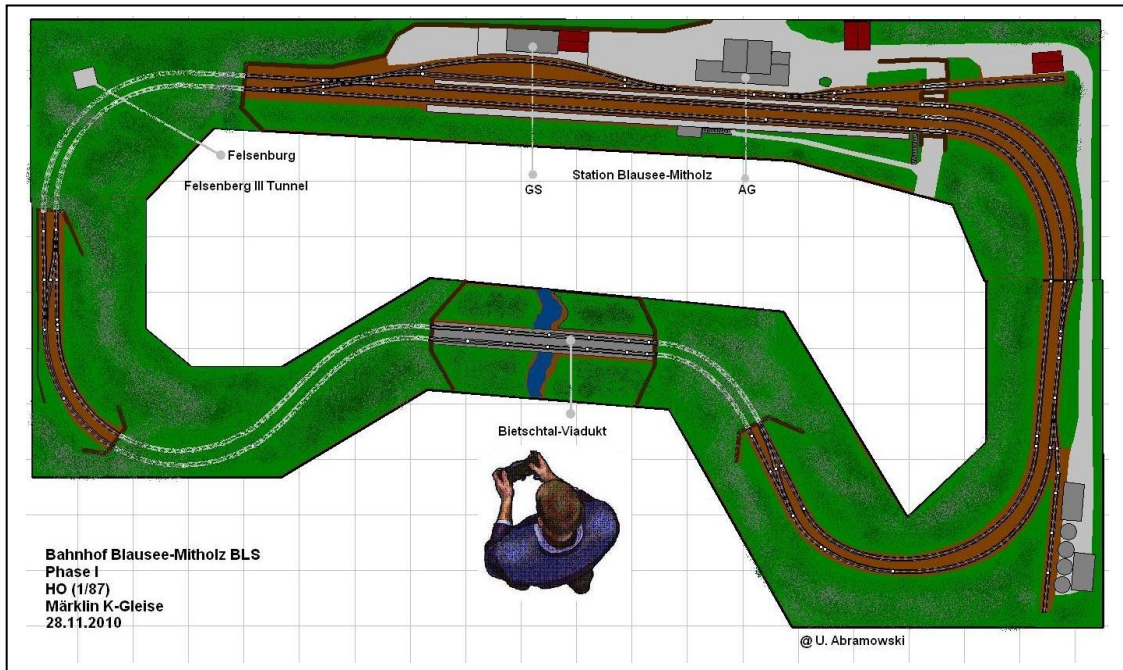 Felsenburg
Felsenberg III Tunnel
GS
Station Blausee-Mitholz
AG
Bietschtal-Viadukt
Bahnhof Blausee-Mitholz BLS
Phase I
HO (1/87)
Märklin K-Gleise
28.11.2010
@ U. Abramowski